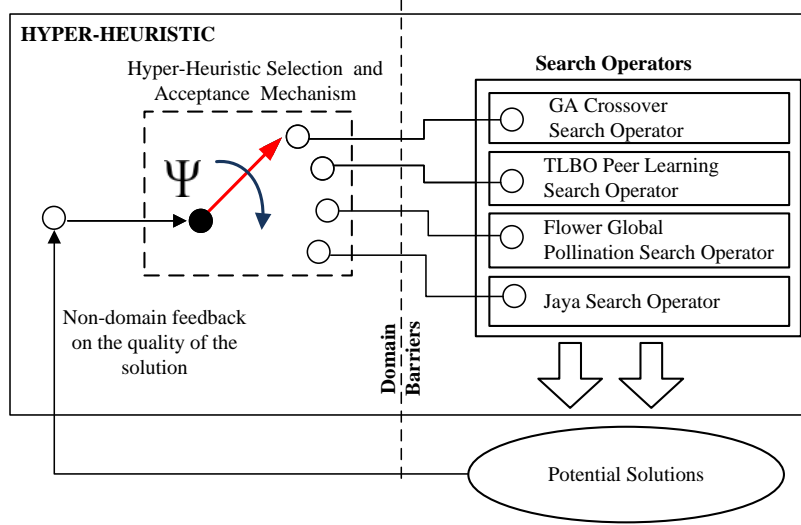 HYPER-HEURISTIC
Hyper-Heuristic Selection and
Acceptance Mechanism
Ψ
Non-domain feedback
on the quality of the
solution
Domain
Barriers
Search Operators
GA Crossover
Search Operator
TLBO Peer Learning
Search Operator
Flower Global
Pollination Search Operator
Jaya Search Operator
Potential Solutions